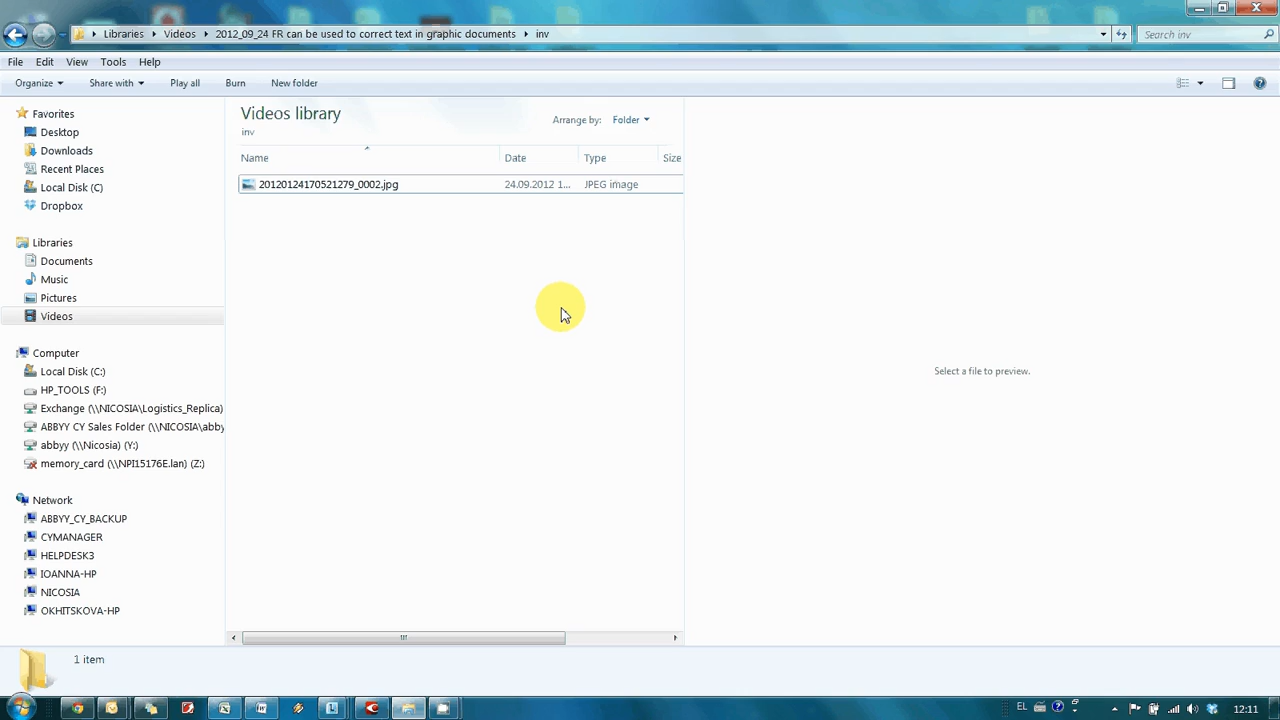 Libraries Videos 2012_09_24 FR can be used to correct text in graphic documents inv Search inv
File Edit View Tools Help
Organize Share with Play all Burn New folder
Favorites
Desktop
Downloads
Recent Places
Local Disk (C)
Dropbox
Libraries
Documents
Music
Pictures
Videos
Computer
Local Disk (C:)
HP_TOOLS (F:)
Exchange (\\NICOSIA\Logistics_Replica)
ABBYY CY Sales Folder (\\NICOSIA\abby
abbyy (\\Nicosia) (Y:)
memory_card (\\NPI15176E.lan) (Z:)
Network
ABBYY_CY_BACKUP
CYMANAGER
HELPDESK3
IOANNA-HP
NICOSIA
OKHITSKOVA-HP
Videos library
inv
Arrange by: Folder
Name Date Type Size
20120124170521279_0002.jpg 24.09.2012 1... JPEG image
Select a file to preview.
1 item
EL 12:11